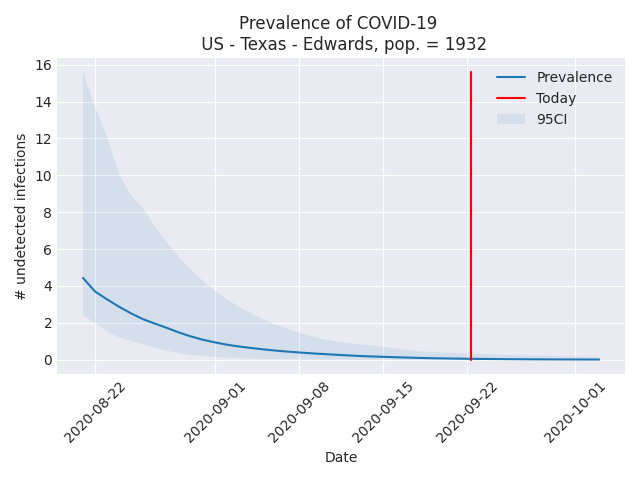 Prevalence of COVID-19
US - Texas - Edwards, pop. = 1932
Prevalence
Today
95CI
# undetected infections
16
14
12
10
8
6
4
2
0
2020-08-22
2020-09-01
2020-09-08
2020-09-15
2020-09-22
2020-10-01
Date